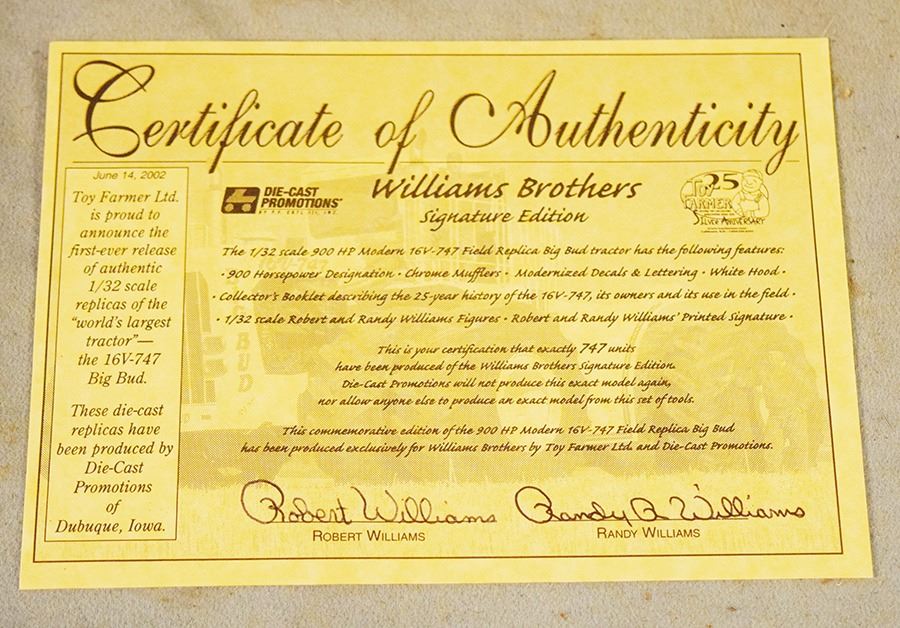 Certificate of Authenticity
June 14, 2002
Toy Farmer Ltd.
is proud to
announce the
first-ever release
of authentic
1/32 scale
replicas of the
“world's largest
tractor”—
the 16V-747
Big Bud.
These die-cast
replicas have
been produced by
Die-Cast
Promotions
of
Dubuque, Iowa.
DIE-CAST
PROMOTIONS
Williams Brothers
Signature Edition
25
TOY
FARMER
SILVER ANNIVERSARY
The 1/32 scale 900 HP Modern 16V-747 Field Replica Big Bud tractor has the following features:
• 900 Horsepower Designation • Chrome Mufflers • Modernized Decals & Lettering • White Hood •
• Collector's Booklet describing the 25-year history of the 16V-747, its owners and its use in the field •
• 1/32 scale Robert and Randy Williams Figures • Robert and Randy Williams' Printed Signature •
This is your certification that exactly 747 units
have been produced of the Williams Brothers Signature Edition.
Die-Cast Promotions will not produce this exact model again,
nor allow anyone else to produce an exact model from this set of tools.
This commemorative edition of the 900 HP Modern 16V-747 Field Replica Big Bud
has been produced exclusively for Williams Brothers by Toy Farmer Ltd. and Die-Cast Promotions.
BUD
Robert Williams
ROBERT WILLIAMS
Randy A Williams
RANDY WILLIAMS